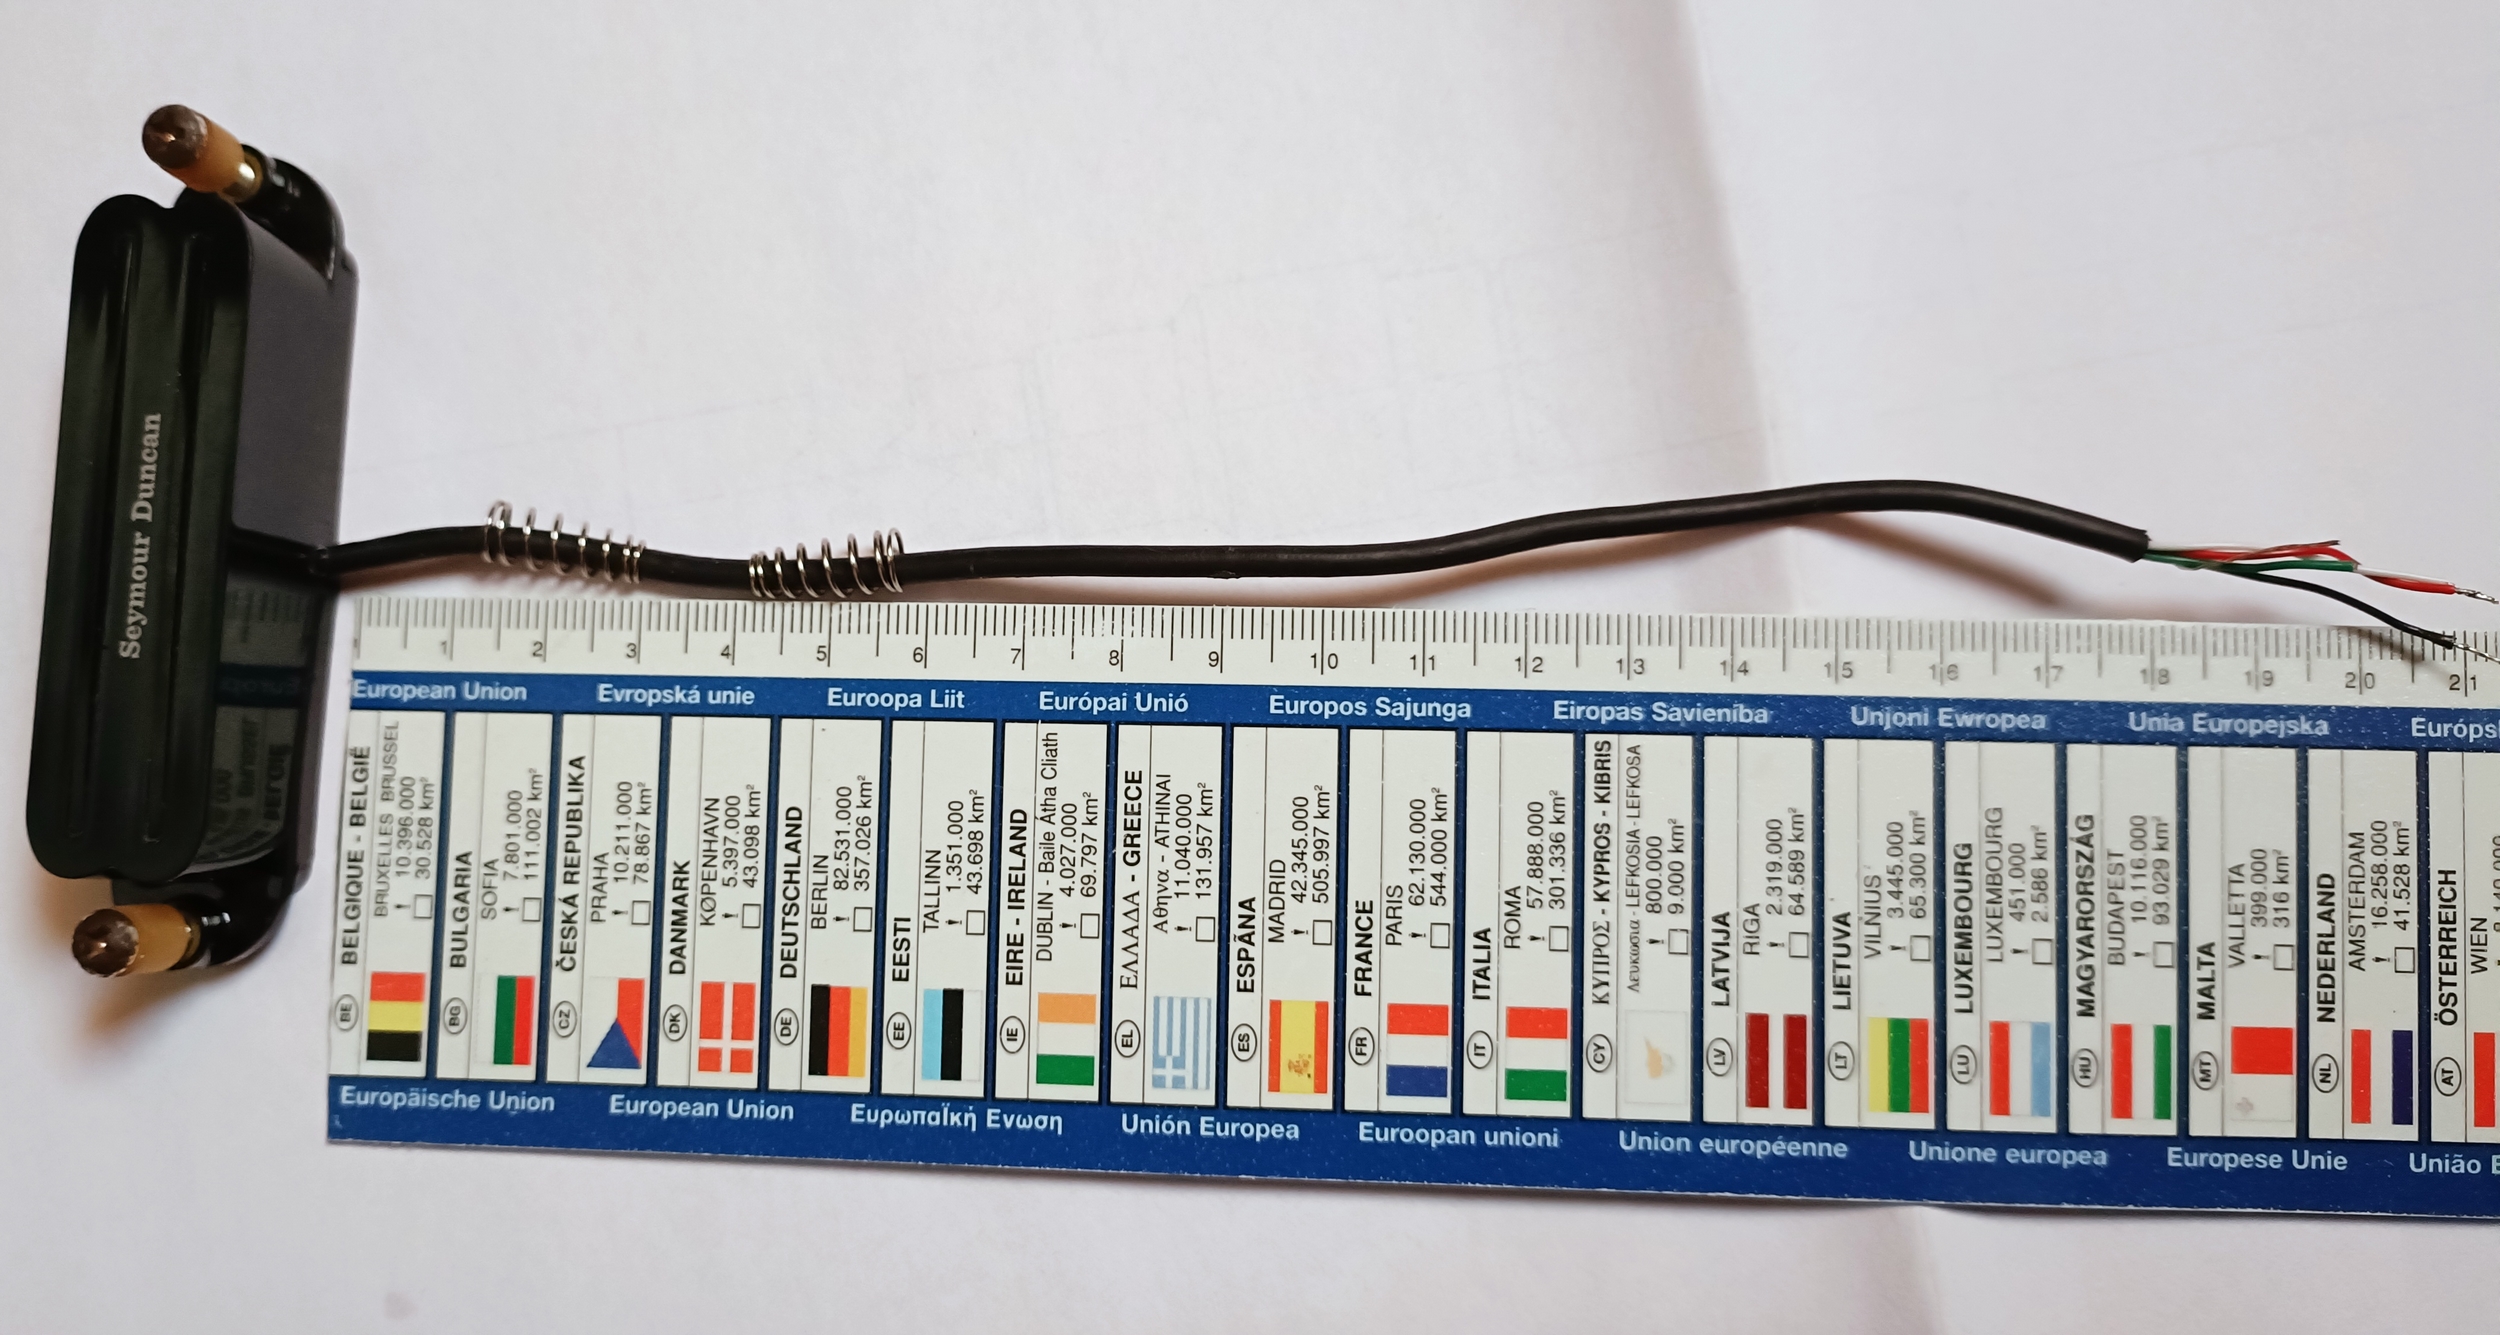 Seymour Duncan
1 2 3 4 5 6 7 8 9 10 11 12 13 14 15 16 17 18 19 20 21
European Union Evropská unie Euroopa Liit Európai Unió Europos Sajunga Eiropas Savieniba Unjoni Ewropea Unia Europejska Európs
BE BELGIQUE - BELGIË
BRUXELLES BRUSSEL
10.396.000
30.528 km²
BG BULGARIA
SOFIA
7.801.000
111.002 km²
CZ ČESKÁ REPUBLIKA
PRAHA
10.211.000
78.867 km²
DK DANMARK
KØPENHAVN
5.397.000
43.098 km²
DE DEUTSCHLAND
BERLIN
82.531.000
357.026 km²
EE EESTI
TALLINN
1.351.000
43.698 km²
IE EIRE - IRELAND
DUBLIN - Baile Átha Cliath
4.027.000
69.797 km²
EL ΕΛΛΑΔΑ - GREECE
Αθηνα - ATHINAI
11.040.000
131.957 km²
ES ESPÃNA
MADRID
42.345.000
505.997 km²
FR FRANCE
PARIS
62.130.000
544.000 km²
IT ITALIA
ROMA
57.888.000
301.336 km²
CY ΚΥΠΡΟΣ - KYPROS - KIBRIS
Λευκωσια - LEFKOSIA - LEFKOSA
800.000
9.000 km²
LV LATVIJA
RIGA
2.319.000
64.589 km²
LT LIETUVA
VILNIUS
3.445.000
65.300 km²
LU LUXEMBOURG
LUXEMBOURG
451.000
2.586 km²
HU MAGYARORSZÁG
BUDAPEST
10.116.000
93.029 km²
MT MALTA
VALLETTA
399.000
316 km²
NL NEDERLAND
AMSTERDAM
16.258.00
41.528 km²
AT ÖSTERREICH
WIEN
Europäische Union European Union Ευρωπαϊκή Ενωση Unión Europea Euroopan unioni Union européenne Unione europea Europese Unie União E